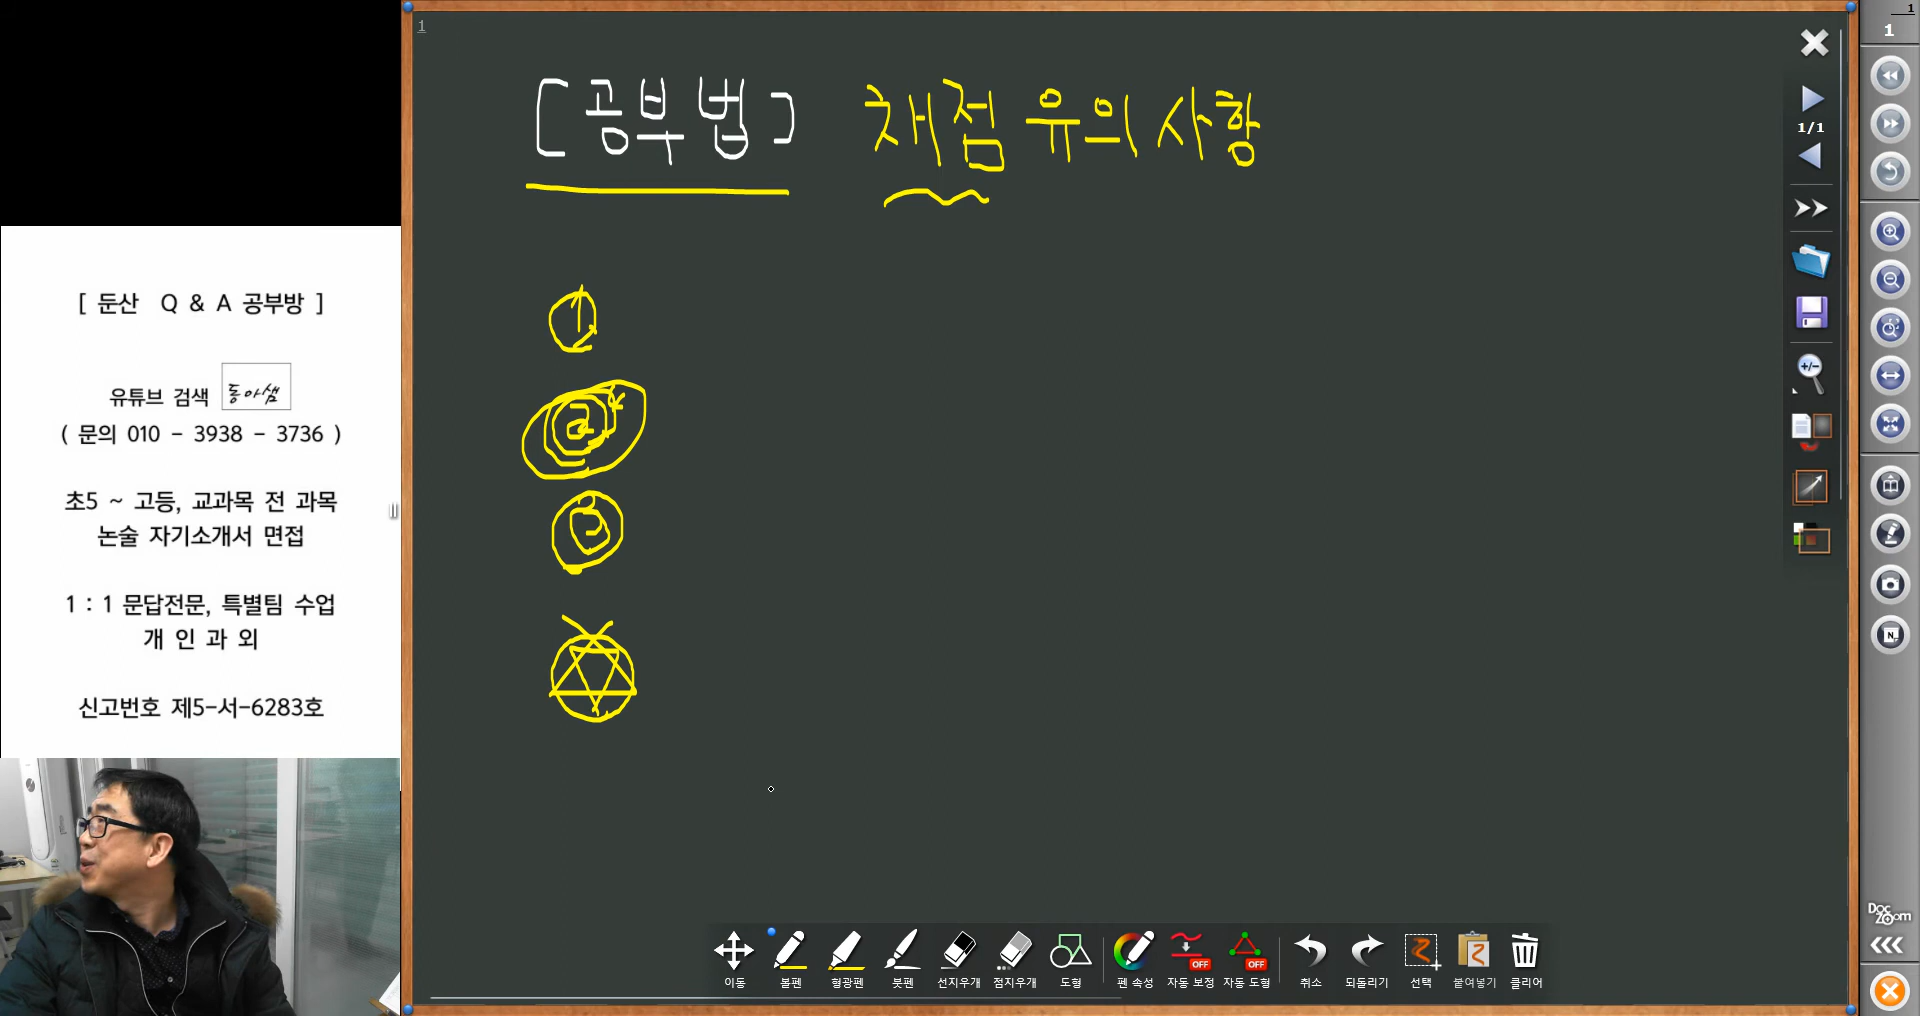 [ 둔산 Q & A 공부방 ]
유튜브 검색 동아샘
( 문의 010 - 3938 - 3736 )
초5 ~ 고등, 교과목 전 과목
논술 자기소개서 면접
1 : 1 문답전문, 특별팀 수업
개 인 과 외
신고번호 제5-서-6283호
1
[공부법] 채점 유의사항
1
2
3
1/1
+/-
이동 볼펜 형광펜 붓펜 선지우개 점지우개 도형 펜 속성 OFF 자동 보정 OFF 자동 도형 취소 되돌리기 선택 붙여넣기 클리어
1
1
N
Doc Zoom